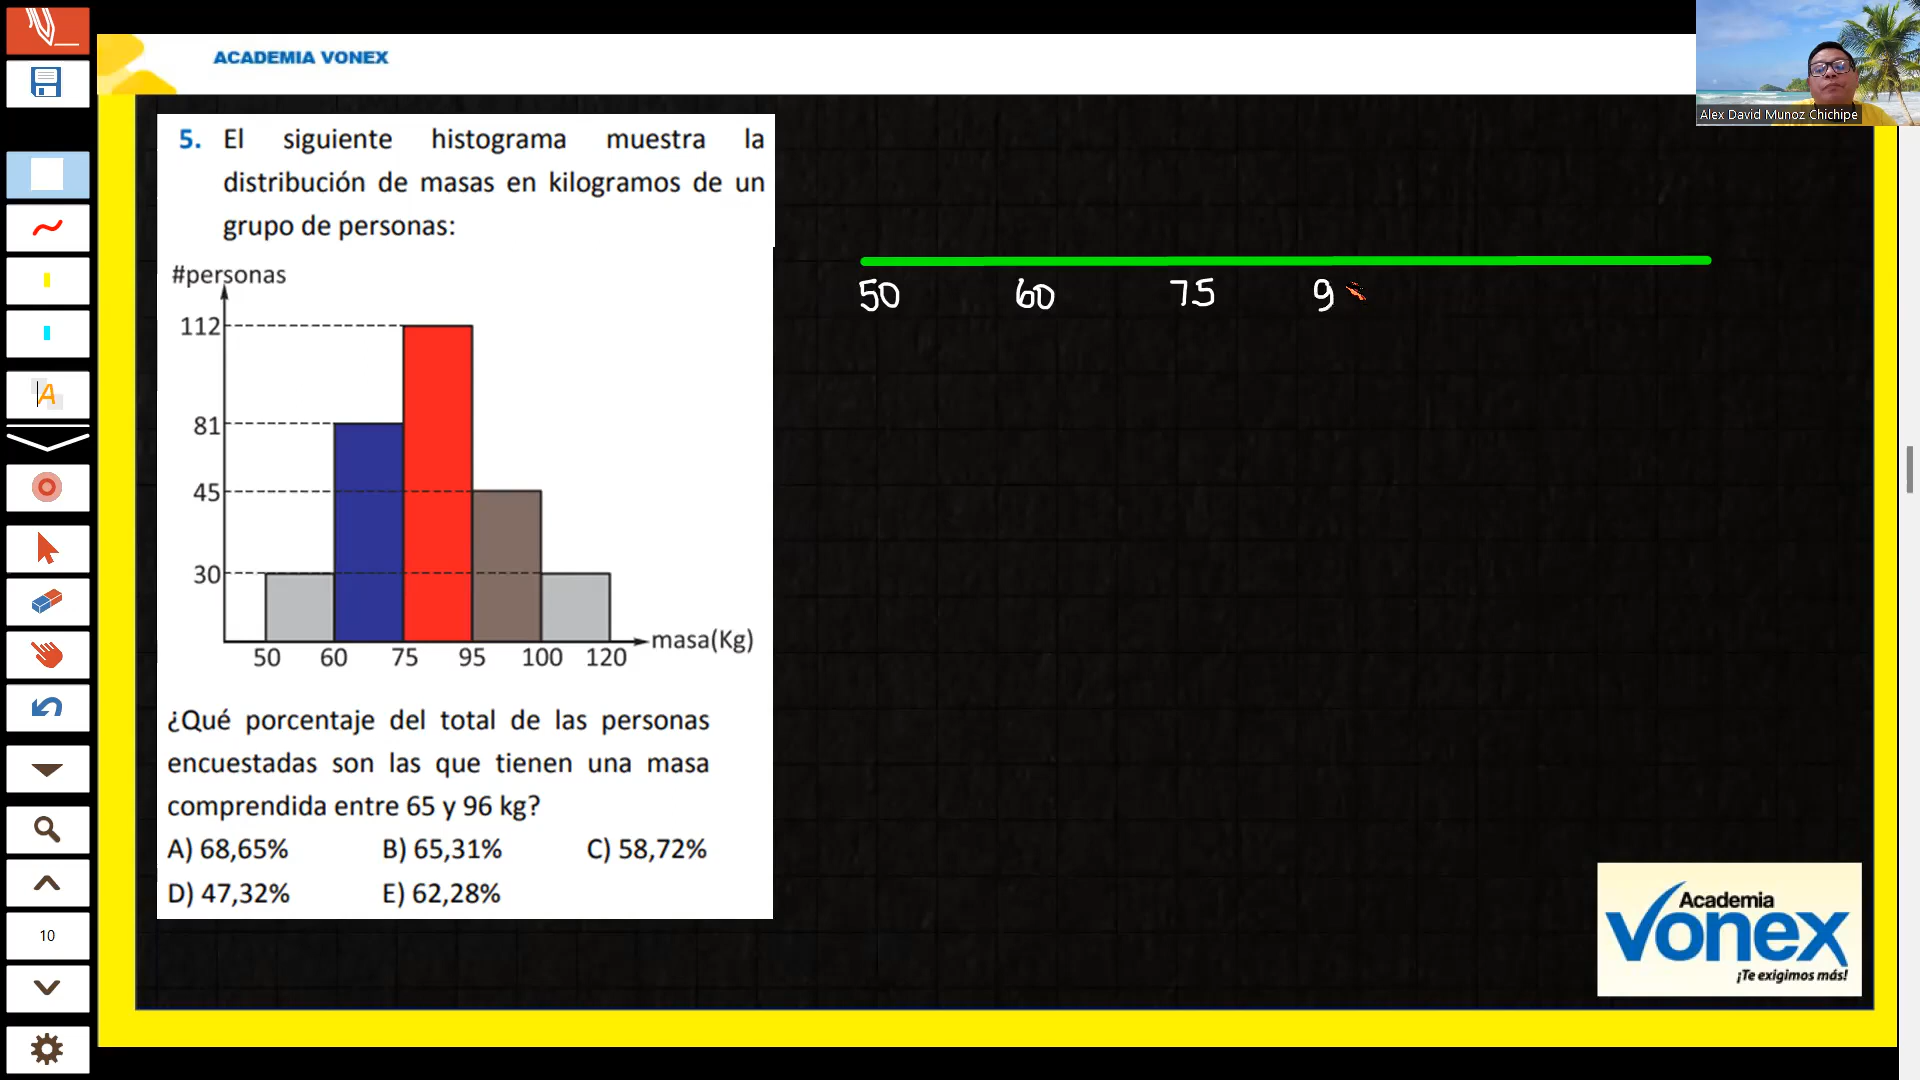 ACADEMIA VONEX
Alex David Munoz Chichipe
5. El siguiente histograma muestra la
distribución de masas en kilogramos de un
grupo de personas:
#personas
112
81
45
30
50 60 75 95 100 120
masa(Kg)
¿Qué porcentaje del total de las personas
encuestadas son las que tienen una masa
comprendida entre 65 y 96 kg?
A) 68,65% B) 65,31% C) 58,72%
D) 47,32% E) 62,28%
50 60 75 9
A
10
Academia
Vonex
¡Te exigimos más!